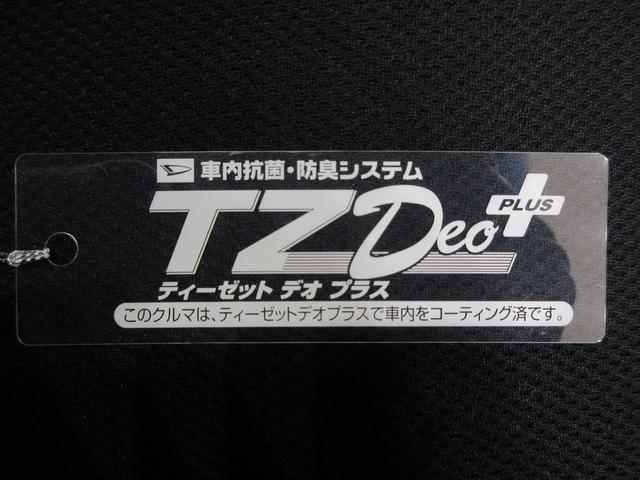 車内抗菌・防臭システム
TZ Deo PLUS
ティーゼット デオ プラス
このクルマは、ティーゼットデオプラスで車内をコーティング済です。